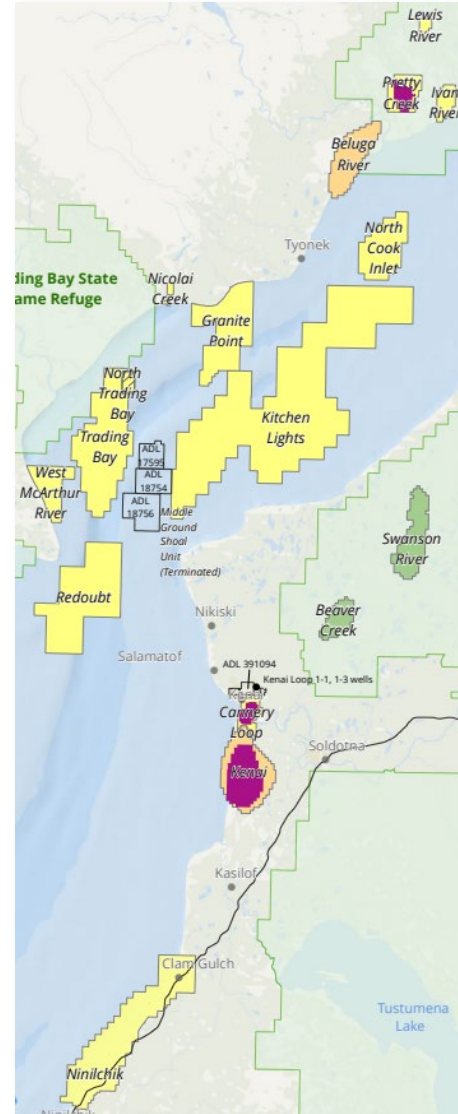 Lewis
River
Pretty
Creek
Ivan
River
Beluga
River
North
Cook
Inlet
Tyonek
ding Bay State
ame Refuge
Nicolai
Creek
Granite
Point
North
Trading
Bay
Trading
Bay
Kitchen
Lights
ADL
17595
ADL
18754
ADL
18756
West
McArthur
River
Middle
Ground
Shoal
Unit
(Terminated)
Swanson
River
Redoubt
Beaver
Creek
Nikiski
Salamatof
ADL 391094
Kenai Loop 1-1, 1-3 wells
Kenai
Cannery
Loop
Soldotna
Kenai
Kasilof
Clam Gulch
Tustumena
Lake
Ninilchik
Ninilchik